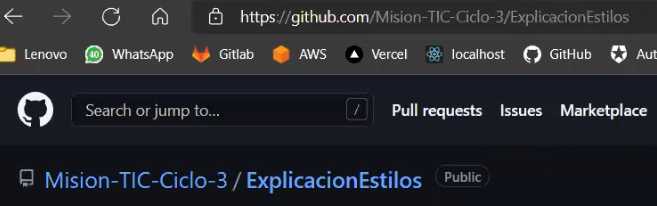 https://github.com/Mision-TIC-Ciclo-3/ExplicacionEstilos
Lenovo 40 WhatsApp Gitlab AWS Vercel localhost GitHub Aut
Search or jump to... / Pull requests Issues Marketplace
Mision-TIC-Ciclo-3 / ExplicacionEstilos Public